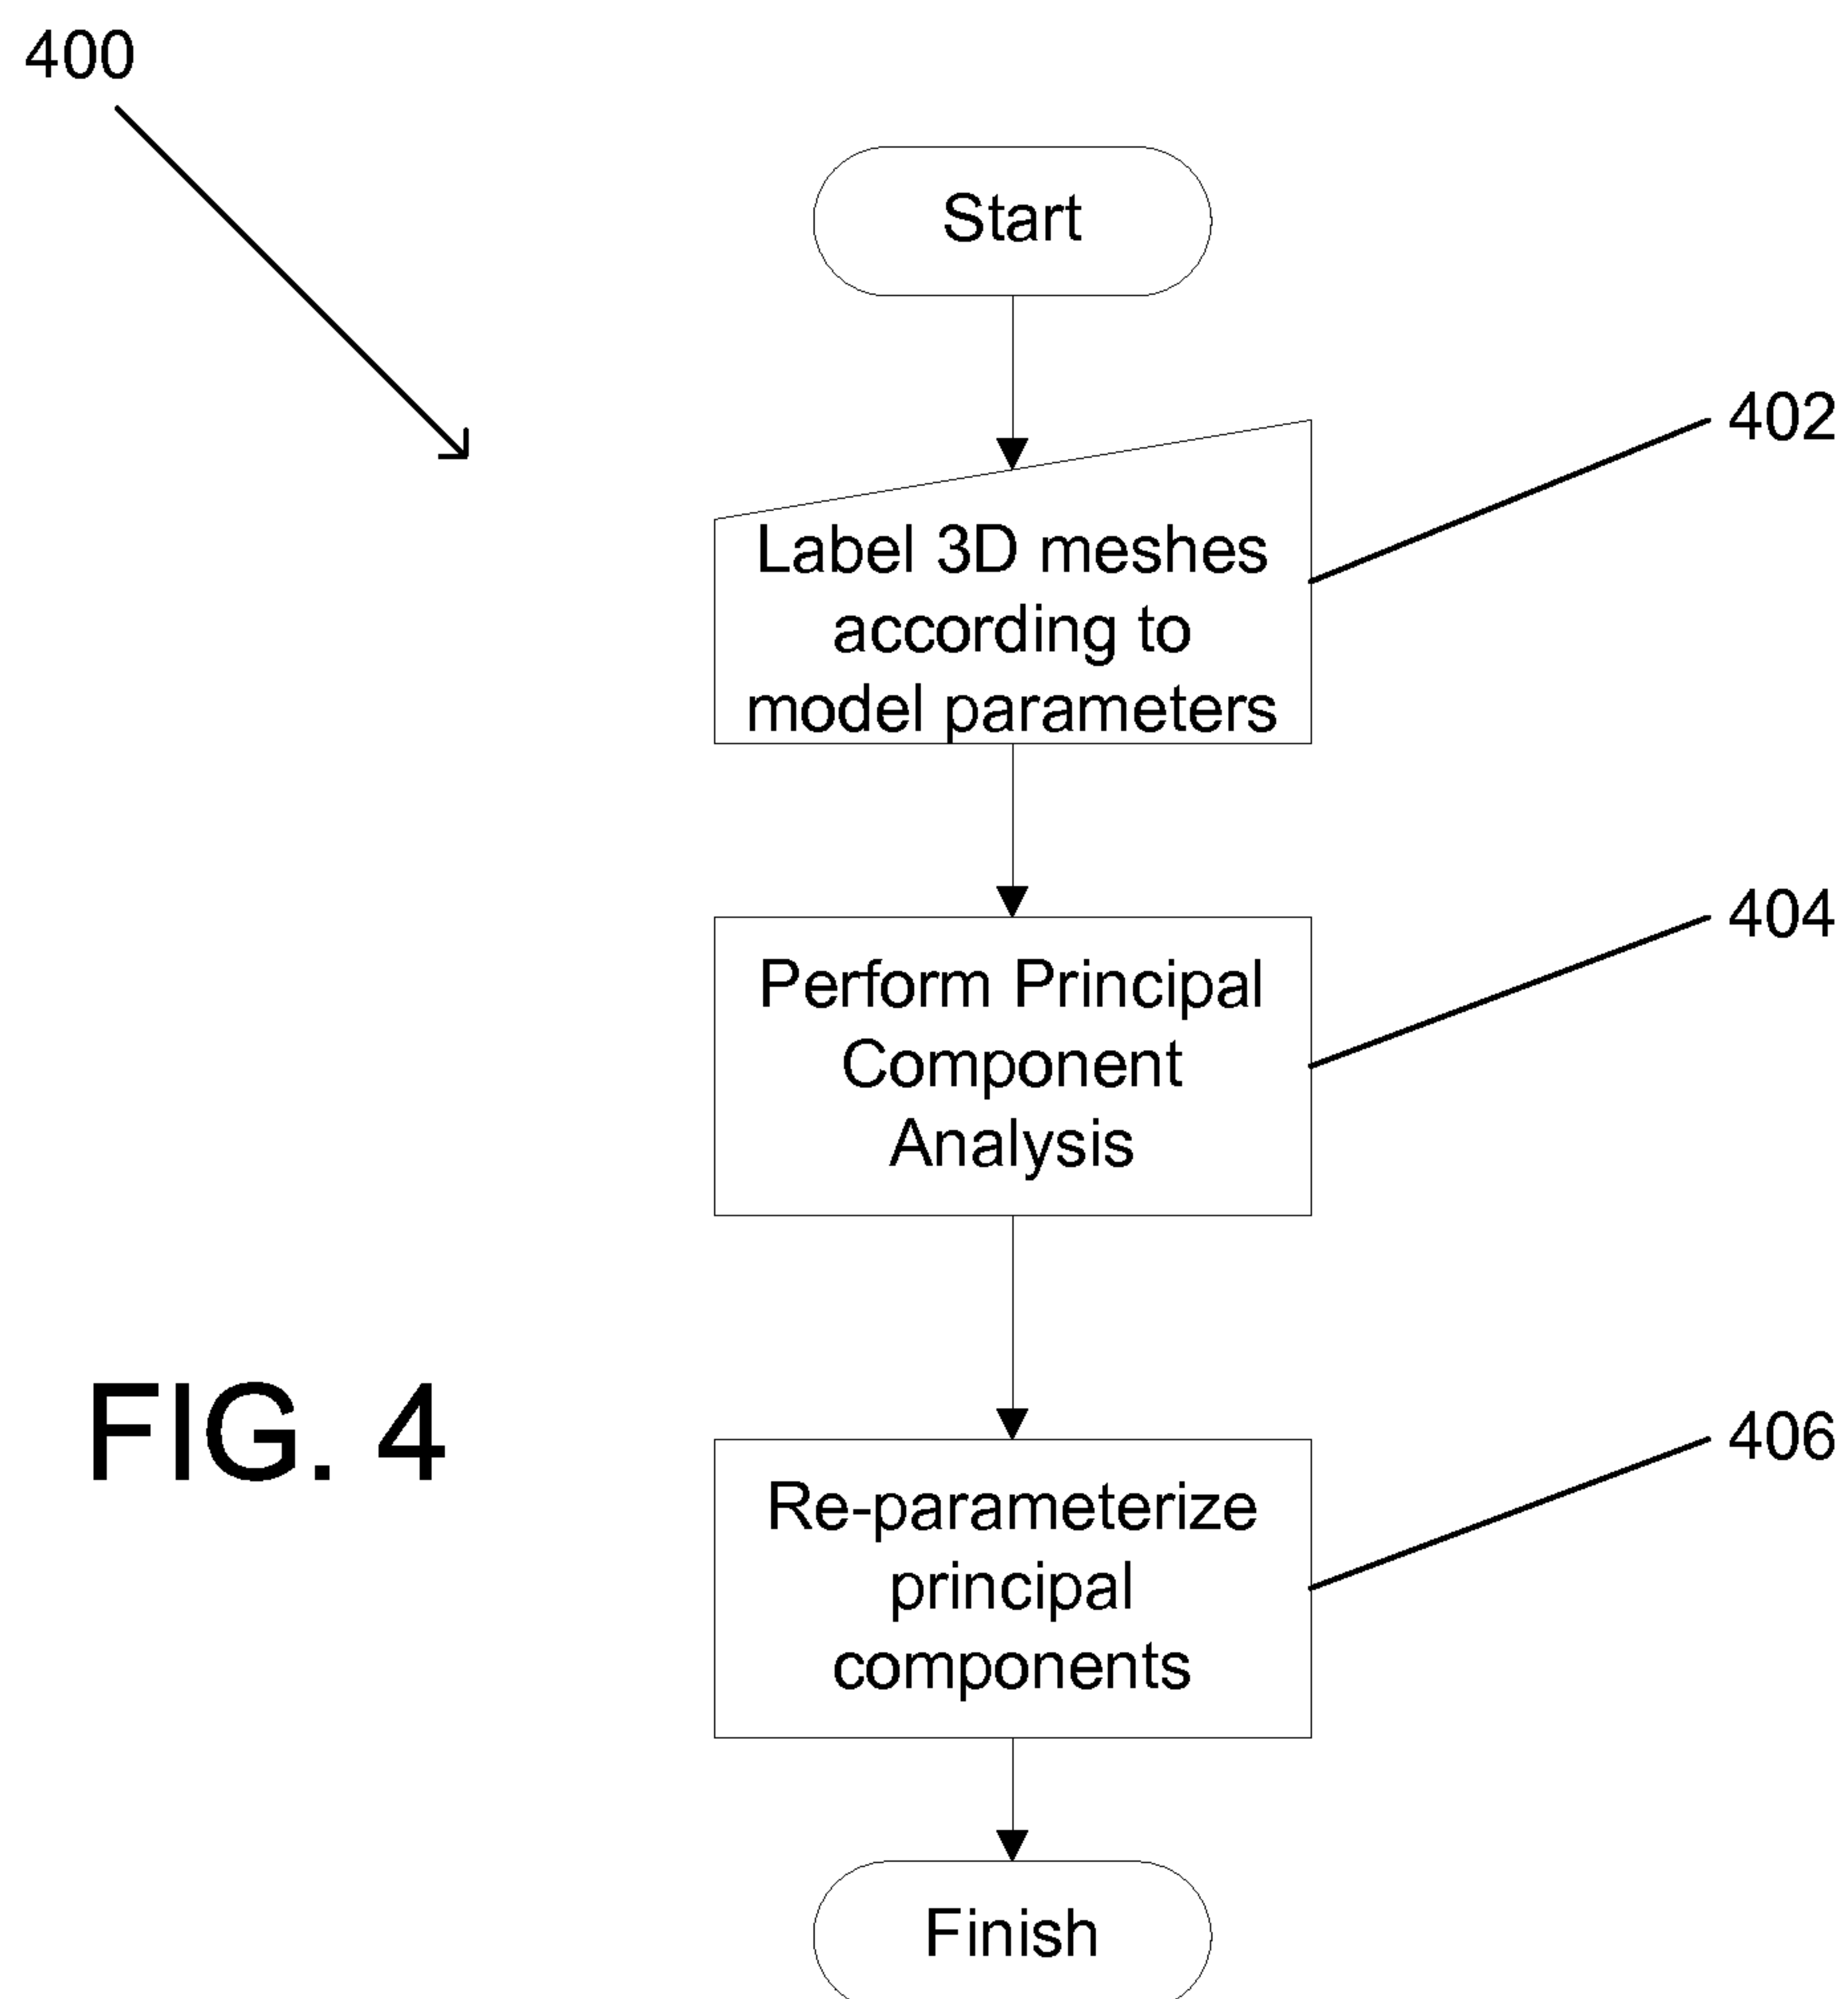 400
Start
402
Label 3D meshes
according to
model parameters
404
Perform Principal
Component
Analysis
FIG. 4
406
Re-parameterize
principal
components
Finish